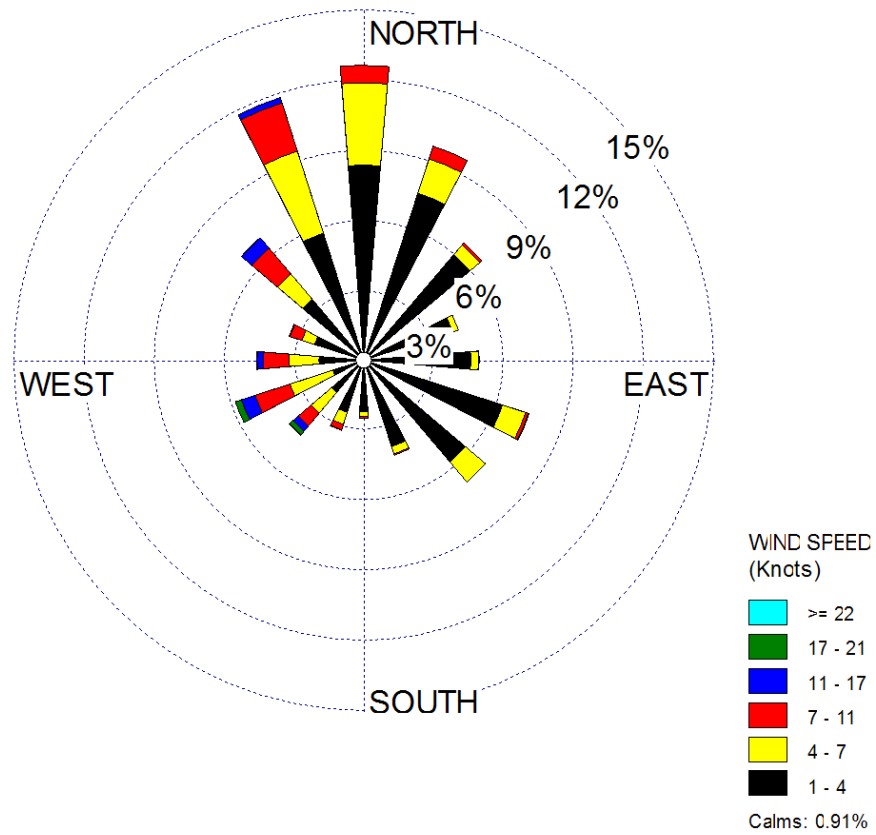 NORTH
15%
12%
9%
6%
3%
WEST
EAST
SOUTH
WIND SPEED
(Knots)
>= 22
17 - 21
11 - 17
7 - 11
4 - 7
1 - 4
Calms: 0.91%